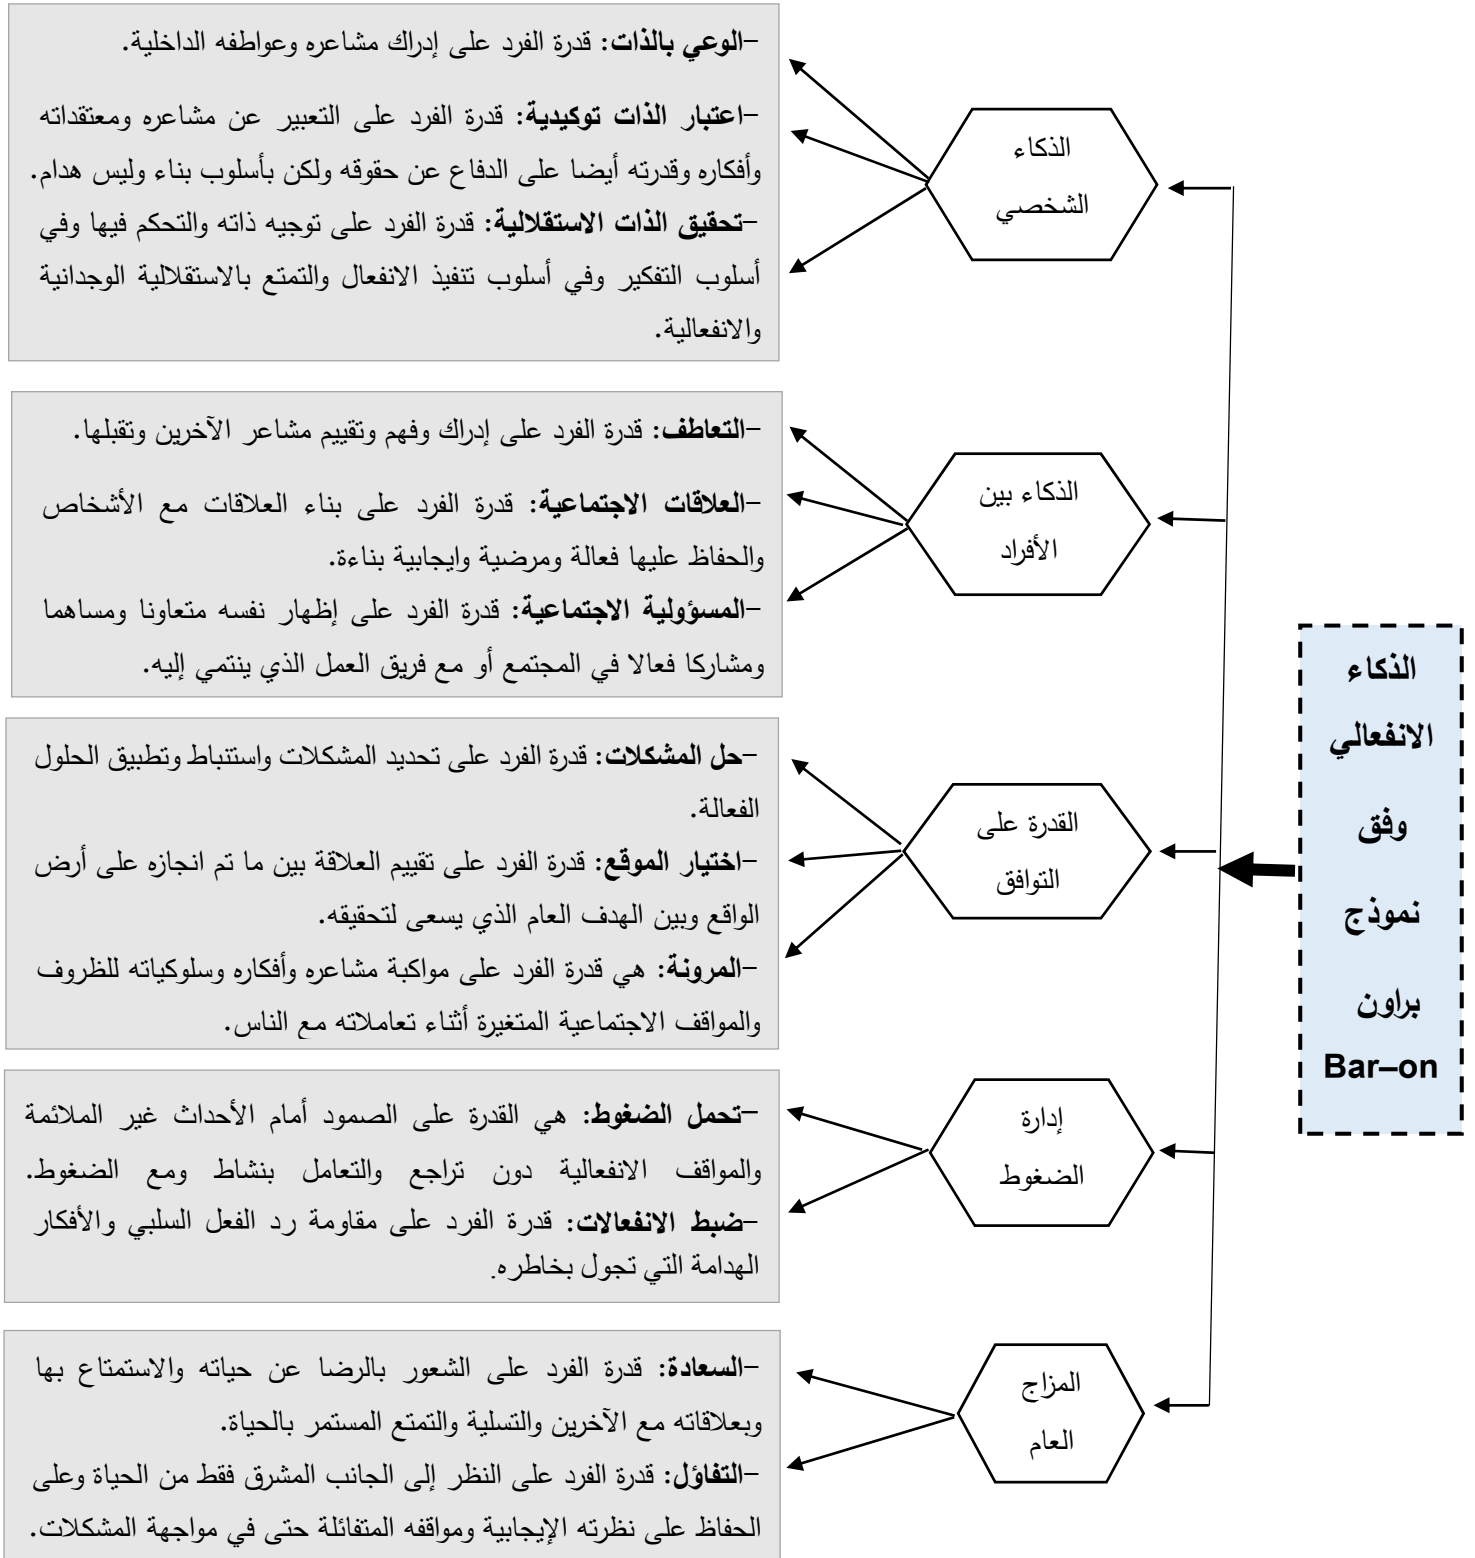 الذكاء
الانفعالي
وفق
نموذج
براون
Bar–on
الذكاء
الشخصي
–الوعي بالذات: قدرة الفرد على إدراك مشاعره وعواطفه الداخلية.
–اعتبار الذات توكيدية: قدرة الفرد على التعبير عن مشاعره ومعتقداته
وأفكاره وقدرته أيضا على الدفاع عن حقوقه ولكن بأسلوب بناء وليس هدام.
–تحقيق الذات الاستقلالية: قدرة الفرد على توجيه ذاته والتحكم فيها وفي
أسلوب التفكير وفي أسلوب تنفيذ الانفعال والتمتع بالاستقلالية الوجدانية
والانفعالية.
الذكاء بين
الأفراد
–التعاطف: قدرة الفرد على إدراك وفهم وتقييم مشاعر الآخرين وتقبلها.
–العلاقات الاجتماعية: قدرة الفرد على بناء العلاقات مع الأشخاص
والحفاظ عليها فعالة ومرضية وايجابية بناءة.
–المسؤولية الاجتماعية: قدرة الفرد على إظهار نفسه متعاونا ومساهما
ومشاركا فعالا في المجتمع أو مع فريق العمل الذي ينتمي إليه.
القدرة على
التوافق
–حل المشكلات: قدرة الفرد على تحديد المشكلات واستنباط وتطبيق الحلول
الفعالة.
–اختيار الموقع: قدرة الفرد على تقييم العلاقة بين ما تم انجازه على أرض
الواقع وبين الهدف العام الذي يسعى لتحقيقه.
–المرونة: هي قدرة الفرد على مواكبة مشاعره وأفكاره وسلوكياته للظروف
والمواقف الاجتماعية المتغيرة أثناء تعاملاته مع الناس.
إدارة
الضغوط
–تحمل الضغوط: هي القدرة على الصمود أمام الأحداث غير الملائمة
والمواقف الانفعالية دون تراجع والتعامل بنشاط ومع الضغوط.
–ضبط الانفعالات: قدرة الفرد على مقاومة رد الفعل السلبي والأفكار
الهدامة التي تجول بخاطره.
المزاج
العام
–السعادة: قدرة الفرد على الشعور بالرضا عن حياته والاستمتاع بها
وبعلاقاته مع الآخرين والتسلية والتمتع المستمر بالحياة.
–التفاؤل: قدرة الفرد على النظر إلى الجانب المشرق فقط من الحياة وعلى
الحفاظ على نظرته الإيجابية ومواقفه المتفائلة حتى في مواجهة المشكلات.